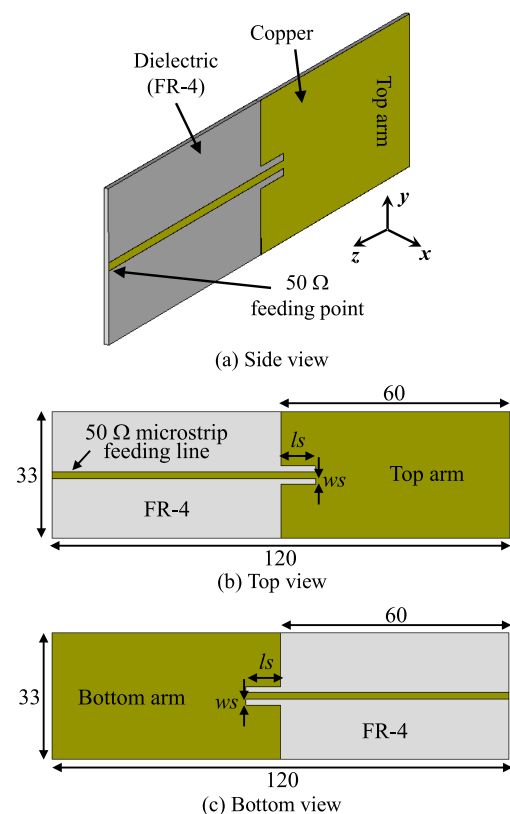 Copper
Dielectric
(FR-4)
Top arm
y
z
x
50 Ω
feeding point
(a) Side view
60
50 Ω microstrip
feeding line
ls
33
ws
Top arm
FR-4
120
(b) Top view
60
ls
33
Bottom arm
ws
FR-4
120
(c) Bottom view